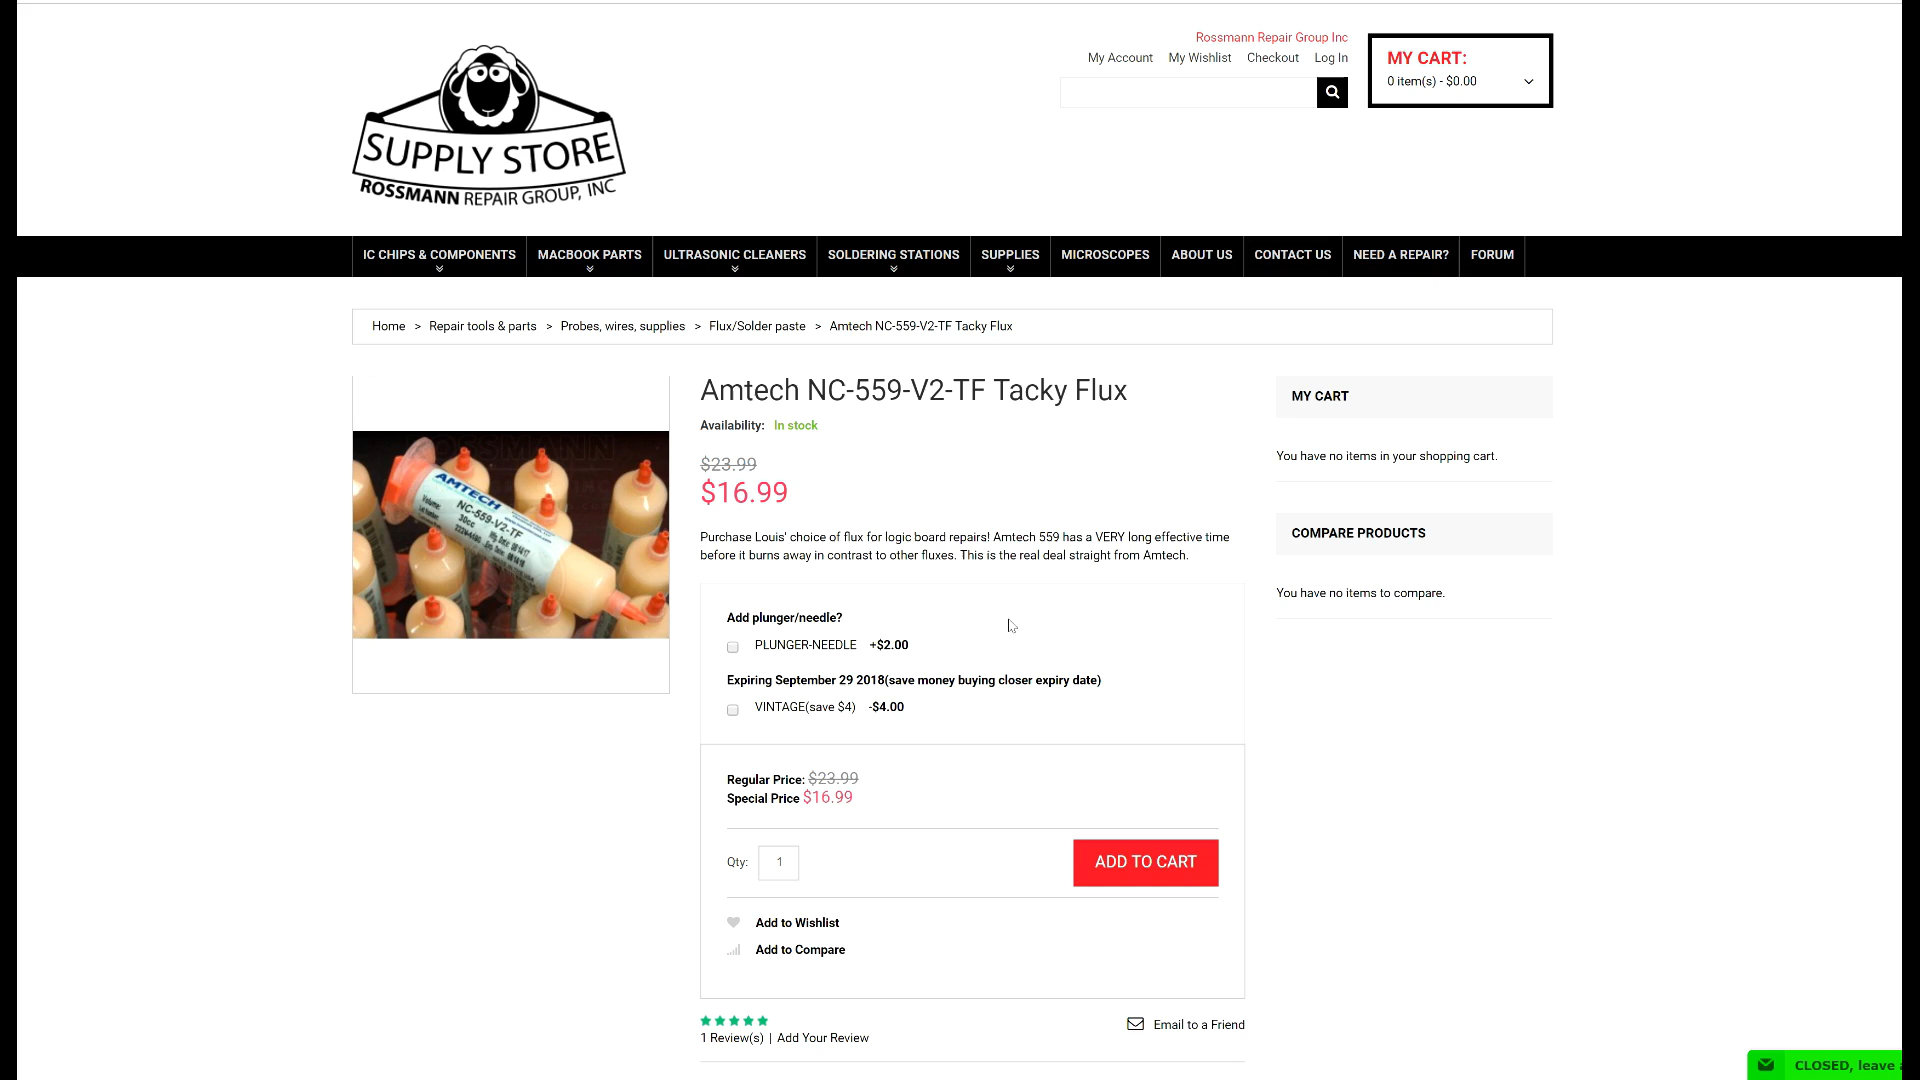 SUPPLY STORE
ROSSMANN REPAIR GROUP, INC
Rossmann Repair Group Inc
My Account My Wishlist Checkout Log In
MY CART:
0 item(s) - $0.00
IC CHIPS & COMPONENTS MACBOOK PARTS ULTRASONIC CLEANERS SOLDERING STATIONS SUPPLIES MICROSCOPES ABOUT US CONTACT US NEED A REPAIR? FORUM
Home > Repair tools & parts > Probes, wires, supplies > Flux/Solder paste > Amtech NC-559-V2-TF Tacky Flux
AMTECH
NC-559-V2-TF
30cc
Amtech NC-559-V2-TF Tacky Flux
Availability: In stock
$23.99
$16.99
Purchase Louis' choice of flux for logic board repairs! Amtech 559 has a VERY long effective time
before it burns away in contrast to other fluxes. This is the real deal straight from Amtech.
Add plunger/needle?
PLUNGER-NEEDLE +$2.00
Expiring September 29 2018(save money buying closer expiry date)
VINTAGE(save $4) -$4.00
Regular Price: $23.99
Special Price $16.99
Qty: 1
ADD TO CART
Add to Wishlist
Add to Compare
1 Review(s) | Add Your Review
Email to a Friend
MY CART
You have no items in your shopping cart.
COMPARE PRODUCTS
You have no items to compare.
CLOSED, leave